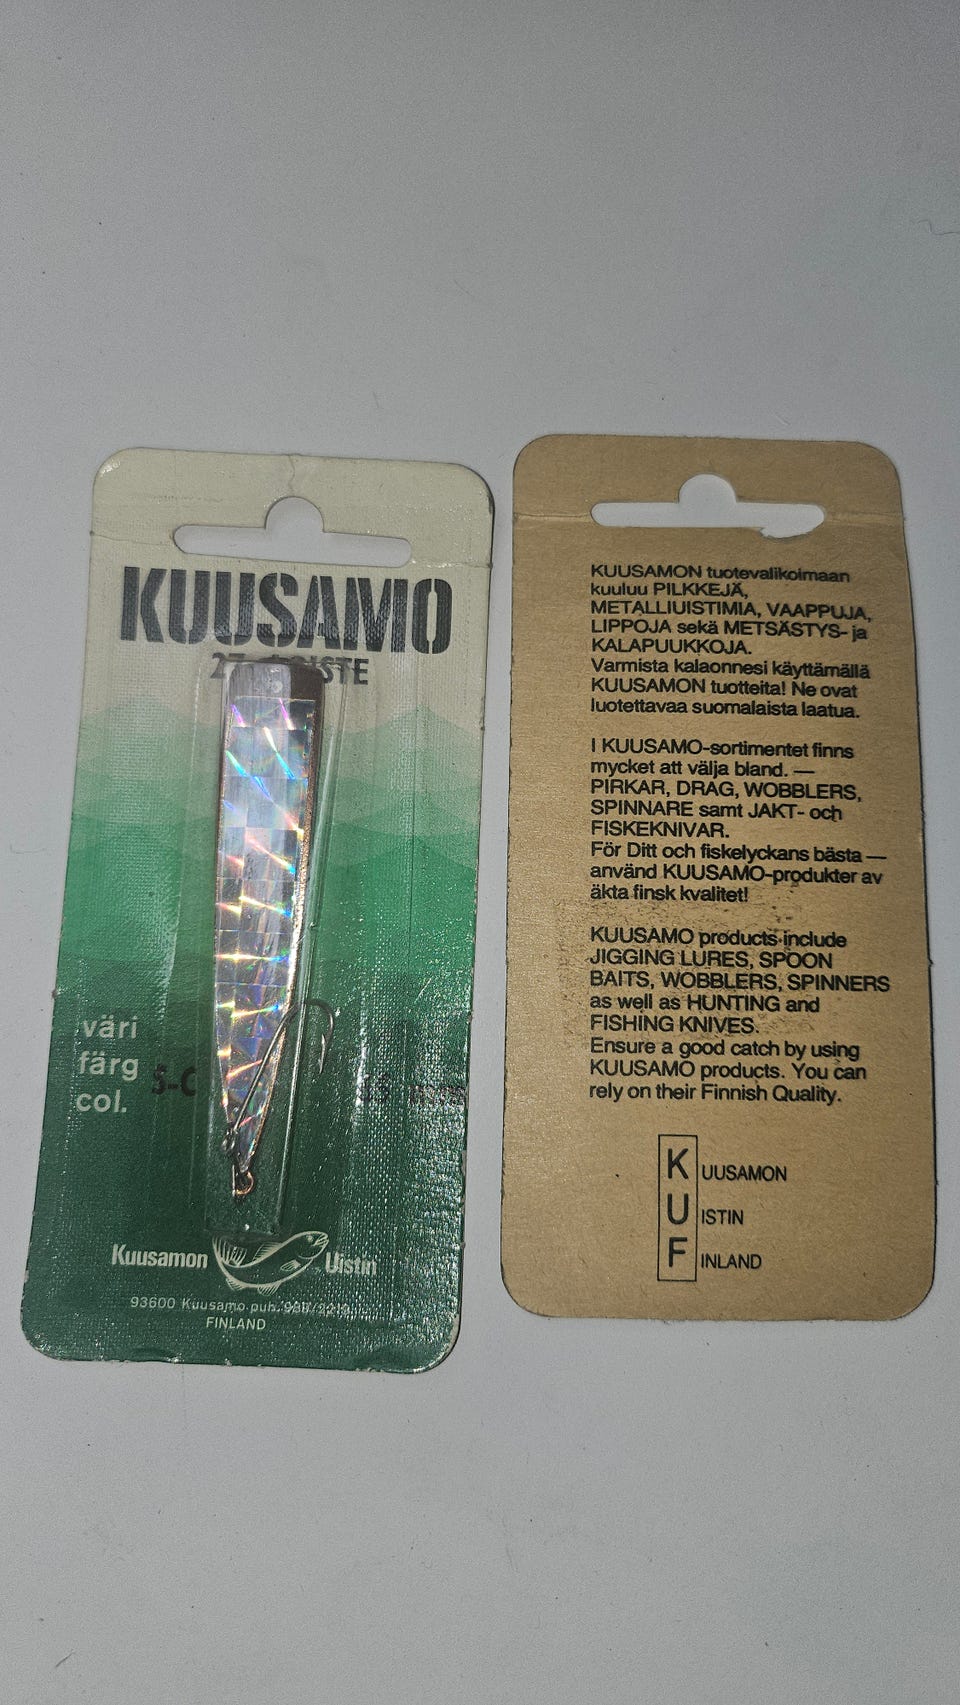 KUUSAMO
väri
färg
col.
S-C
mm
Kuusamon Uistin
93600 Kuusamo puh.
FINLAND
KUUSAMON tuotevalikoimaan
kuuluu PILKKEJÄ,
METALLIUISTIMIA, VAAPPUJA,
LIPPOJA sekä METSÄSTYS- ja
KALAPUUKKOJA.
Varmista kalaonnesi käyttämällä
KUUSAMON tuotteita! Ne ovat
luotettavaa suomalaista laatua.
I KUUSAMO-sortimentet finns
mycket att välja bland. —
PIRKAR, DRAG, WOBBLERS,
SPINNARE samt JAKT- och
FISKEKNIVAR.
För Ditt och fiskelyckans bästa —
använd KUUSAMO-produkter av
äkta finsk kvalitet!
KUUSAMO products include
JIGGING LURES, SPOON
BAITS, WOBBLERS, SPINNERS
as well as HUNTING and
FISHING KNIVES.
Ensure a good catch by using
KUUSAMO products. You can
rely on their Finnish Quality.
KUUSAMON
UISTIN
FINLAND